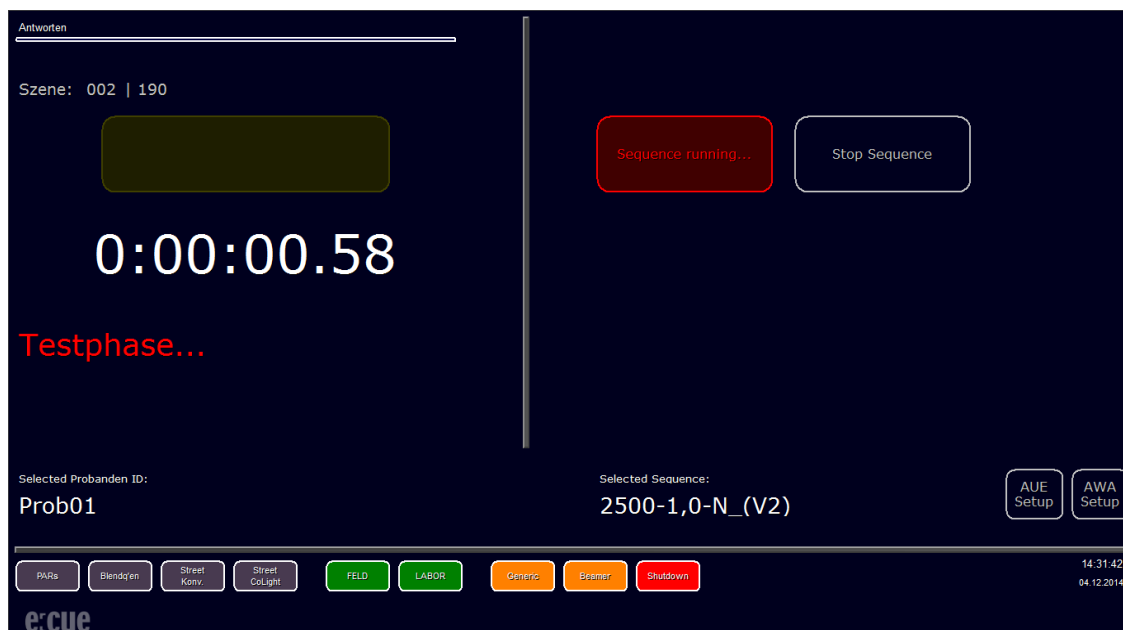 Antworten
Szene: 002 | 190
Sequence running...
Stop Sequence
0:00:00.58
Testphase...
Selected Probanden ID:
Prob01
Selected Sequence:
2500-1,0-N_(V2)
AUE
Setup
AWA
Setup
PARs
Blendq'en
Street
Konv.
Street
CoLight
FELD
LABOR
Generic
Beamer
Shutdown
14:31:42
04.12.2014
e:cue